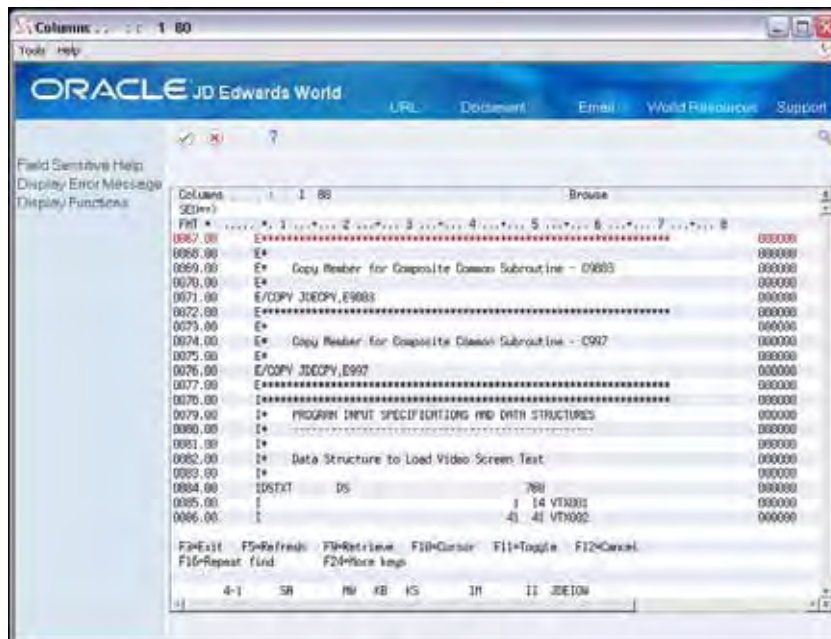 Columns . . . : : 1 80
Tools Help
ORACLE JD Edwards World
URL Document Email World Resources Support
?
Field Sensitive Help
Display Error Message
Display Functions
Columns . . . : 1 80 Browse
SEU==>
FMT * ..... *. 1 ...+... 2 ...+... 3 ...+... 4 ...+... 5 ...+... 6 ...+... 7 ...+... 8
0067.00 E**************************************************************** 000000
0068.00 E* 000000
0069.00 E* Copy Member for Composite Common Subroutine - C9803 000000
0070.00 E* 000000
0071.00 E/COPY JDECPY,E9803 000000
0072.00 E**************************************************************** 000000
0073.00 E* 000000
0074.00 E* Copy Member for Composite Common Subroutine - C997 000000
0075.00 E* 000000
0076.00 E/COPY JDECPY,E997 000000
0077.00 E**************************************************************** 000000
0078.00 I**************************************************************** 000000
0079.00 I* PROGRAM INPUT SPECIFICATIONS AND DATA STRUCTURES 000000
0080.00 I* ------------------------------------------------ 000000
0081.00 I* 000000
0082.00 I* Data Structure to Load Video Screen Text 000000
0083.00 I* 000000
0084.00 IDSTXT DS 000000
0085.00 I 1 14 VTX001 000000
0086.00 I 41 41 VTX002 000000
F3=Exit F5=Refresh F9=Retrieve F10=Cursor F11=Toggle F12=Cancel
F16=Repeat find F24=More keys
4-1 SA MW KB KS IM II JDEIOW